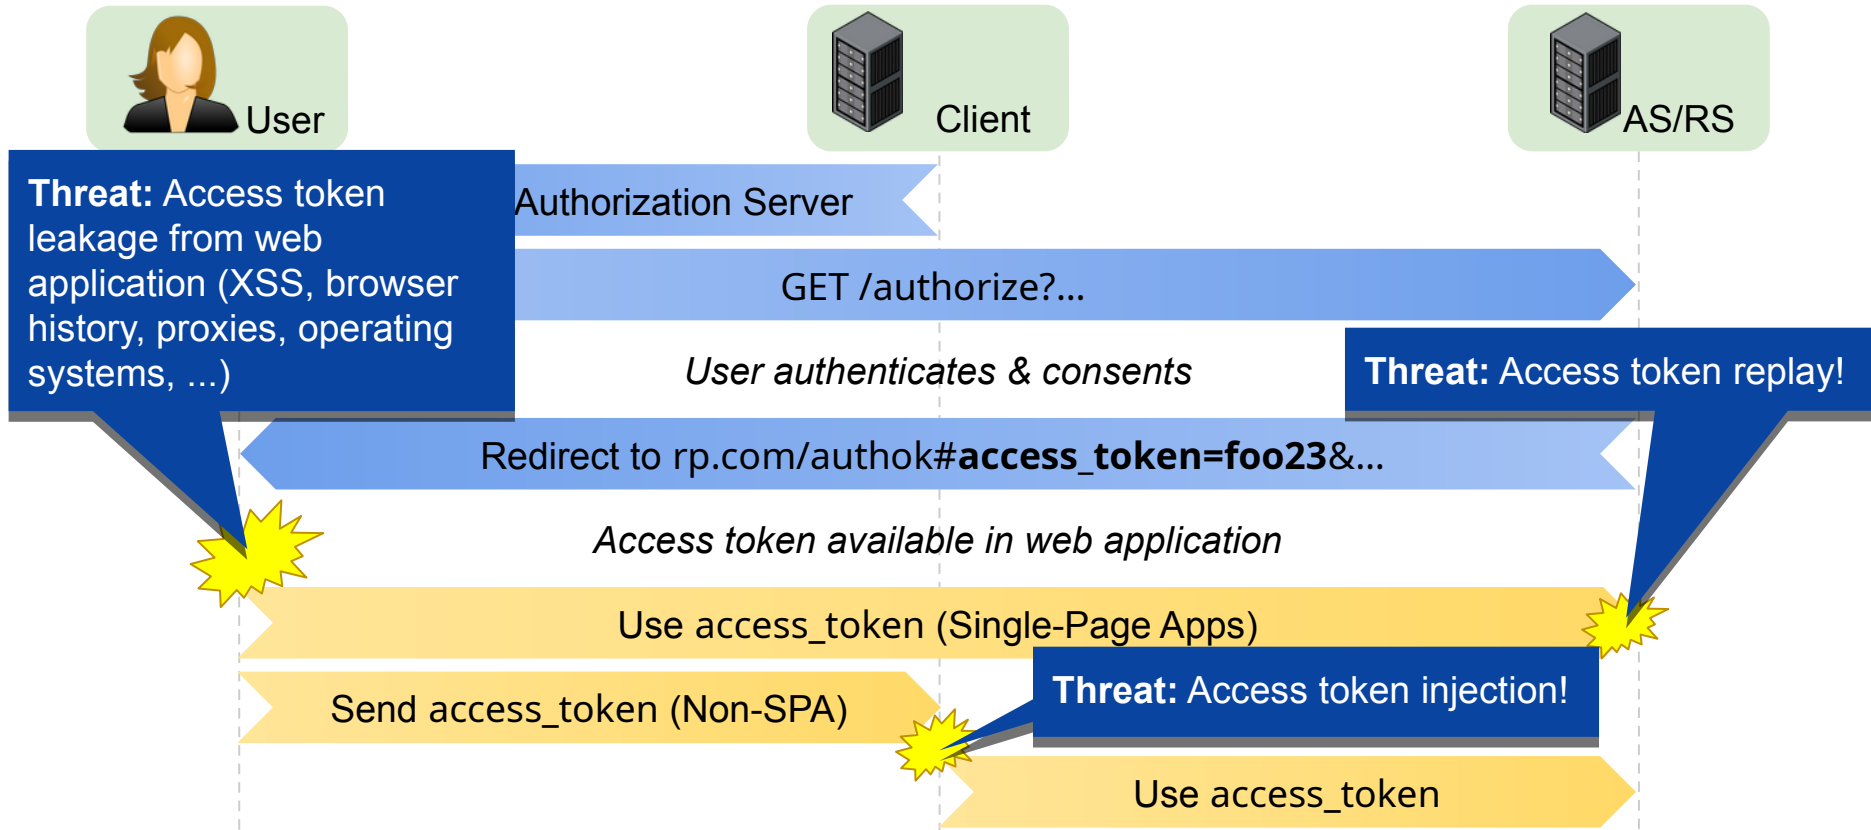 User
Client
AS/RS
Threat: Access token
leakage from web
application (XSS, browser
history, proxies, operating
systems, ...)
Authorization Server
GET /authorize?...
User authenticates & consents
Threat: Access token replay!
Redirect to rp.com/authok#access_token=foo23&...
Access token available in web application
Use access_token (Single-Page Apps)
Threat: Access token injection!
Send access_token (Non-SPA)
Use access_token